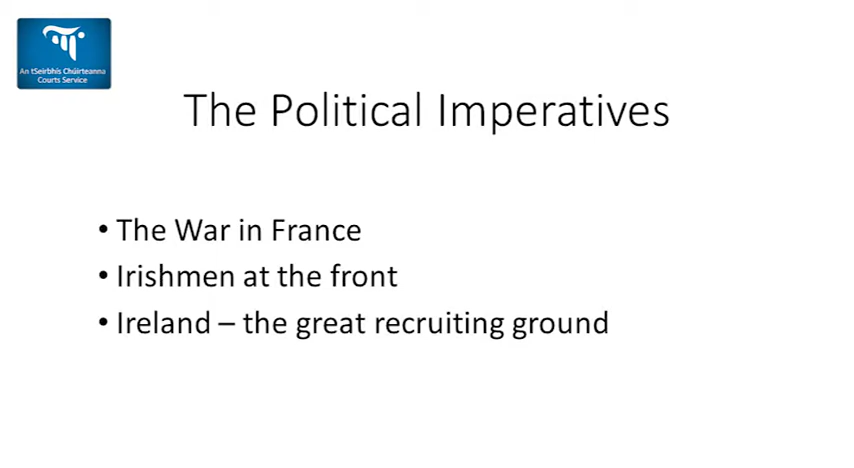 An tSeirbhís Chúirteanna
Courts Service
The Political Imperatives
• The War in France
• Irishmen at the front
• Ireland – the great recruiting ground